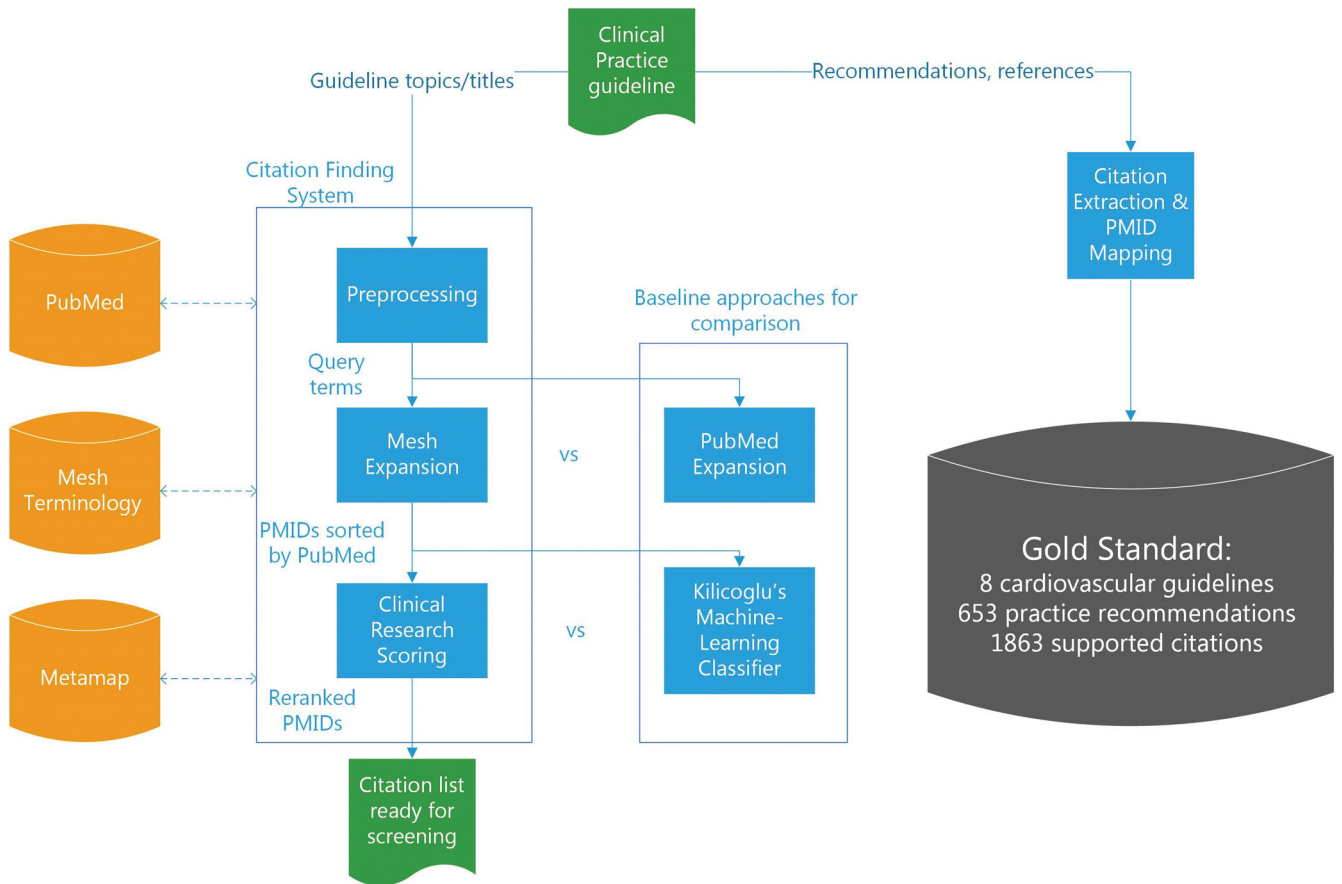 Clinical
Practice
guideline
Guideline topics/titles
Recommendations, references
Citation Finding
System
Citation
Extraction &
PMID
Mapping
PubMed
Preprocessing
Baseline approaches for
comparison
Query
terms
Mesh
Terminology
Mesh
Expansion
vs
PubMed
Expansion
PMIDs sorted
by PubMed
Gold Standard:
8 cardiovascular guidelines
653 practice recommendations
1863 supported citations
Metamap
Clinical
Research
Scoring
vs
Kilicoglu's
Machine-
Learning
Classifier
Reranked
PMIDs
Citation list
ready for
screening